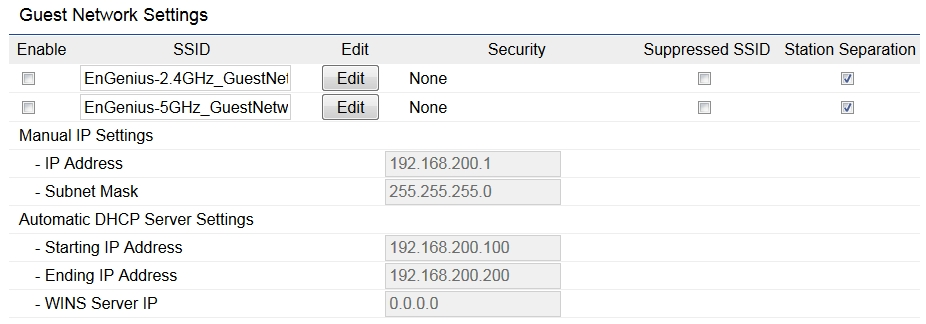 Guest Network Settings
Enable SSID Edit Security Suppressed SSID Station Separation
EnGenius-2.4GHz_GuestNet Edit None
EnGenius-5GHz_GuestNetw Edit None
Manual IP Settings
- IP Address 192.168.200.1
- Subnet Mask 255.255.255.0
Automatic DHCP Server Settings
- Starting IP Address 192.168.200.100
- Ending IP Address 192.168.200.200
- WINS Server IP 0.0.0.0